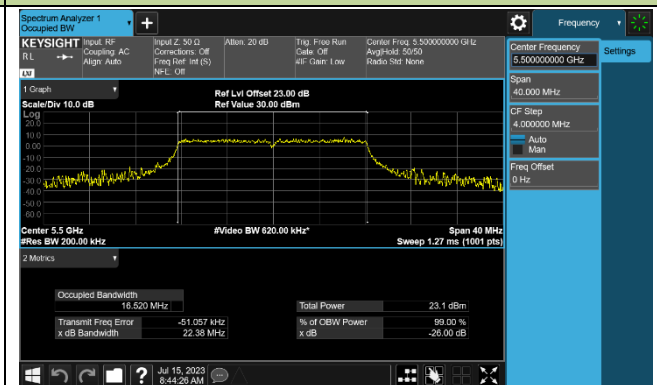 Spectrum Analyzer 1
Occupied BW
+
Frequency
KEYSIGHT
Input: RF
Coupling: AC
Align: Auto
RL
LXI
Input Z: 50 Ω
Corrections: Off
Freq Ref: Int (S)
NFE: Off
Atten: 20 dB
Trig: Free Run
Gate: Off
#IF Gain: Low
Center Freq: 5.500000000 GHz
Avg|Hold: 50/50
Radio Std: None
Center Frequency
5.500000000 GHz
Settings
Span
40.000 MHz
CF Step
4.000000 MHz
Auto
Man
Freq Offset
0 Hz
1 Graph
Scale/Div 10.0 dB
Ref Lvl Offset 23.00 dB
Ref Value 30.00 dBm
Log
20.0
10.0
0.00
-10.0
-20.0
-30.0
-40.0
-50.0
-60.0
Center 5.5 GHz
#Res BW 200.00 kHz
#Video BW 620.00 kHz*
Span 40 MHz
Sweep 1.27 ms (1001 pts)
2 Metrics
Occupied Bandwidth
16.520 MHz
Total Power 23.1 dBm
Transmit Freq Error -51.057 kHz
% of OBW Power 99.00 %
x dB Bandwidth 22.38 MHz
x dB -26.00 dB
?
Jul 15, 2023
8:44:26 AM